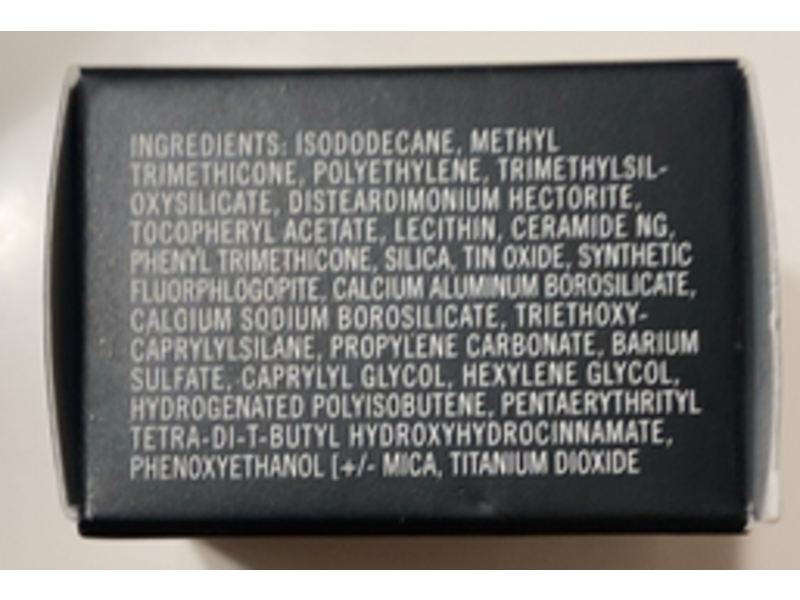 INGREDIENTS: ISODODECANE, METHYL
TRIMETHICONE, POLYETHYLENE, TRIMETHYLSIL-
OXYSILICATE, DISTEARDIMONIUM HECTORITE,
TOCOPHERYL ACETATE, LECITHIN, CERAMIDE NG,
PHENYL TRIMETHICONE, SILICA, TIN OXIDE, SYNTHETIC
FLUORPHLOGOPITE, CALCIUM ALUMINUM BOROSILICATE,
CALCIUM SODIUM BOROSILICATE, TRIETHOXY-
CAPRYLYLSILANE, PROPYLENE CARBONATE, BARIUM
SULFATE, CAPRYLYL GLYCOL, HEXYLENE GLYCOL,
HYDROGENATED POLYISOBUTENE, PENTAERYTHRITYL
TETRA-DI-T-BUTYL HYDROXYHYDROCINNAMATE,
PHENOXYETHANOL [+/- MICA, TITANIUM DIOXIDE